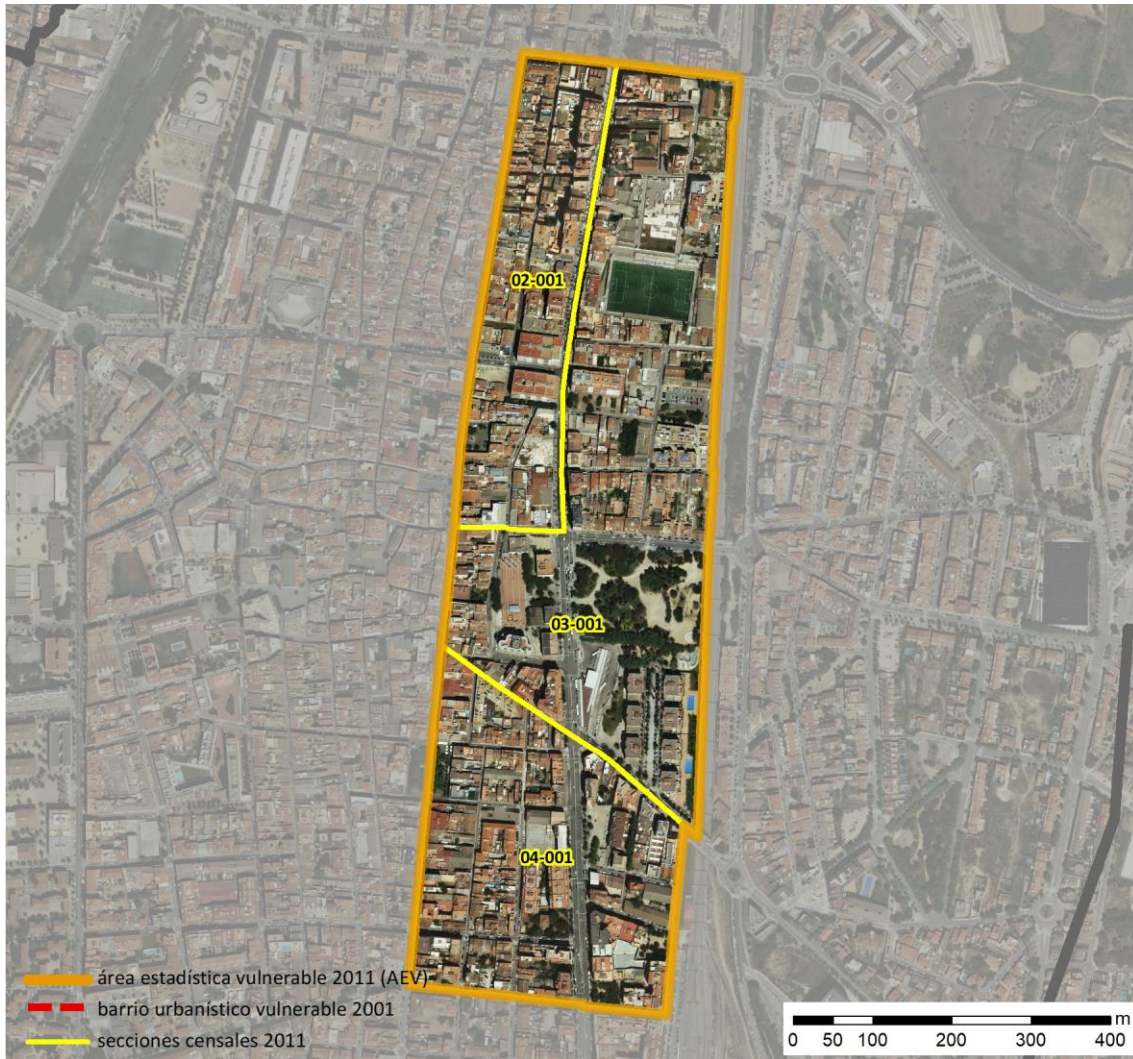 02-001
03-001
04-001
área estadística vulnerable 2011 (AEV)
barrio urbanístico vulnerable 2001
secciones censales 2011
m
0 50 100 200 300 400